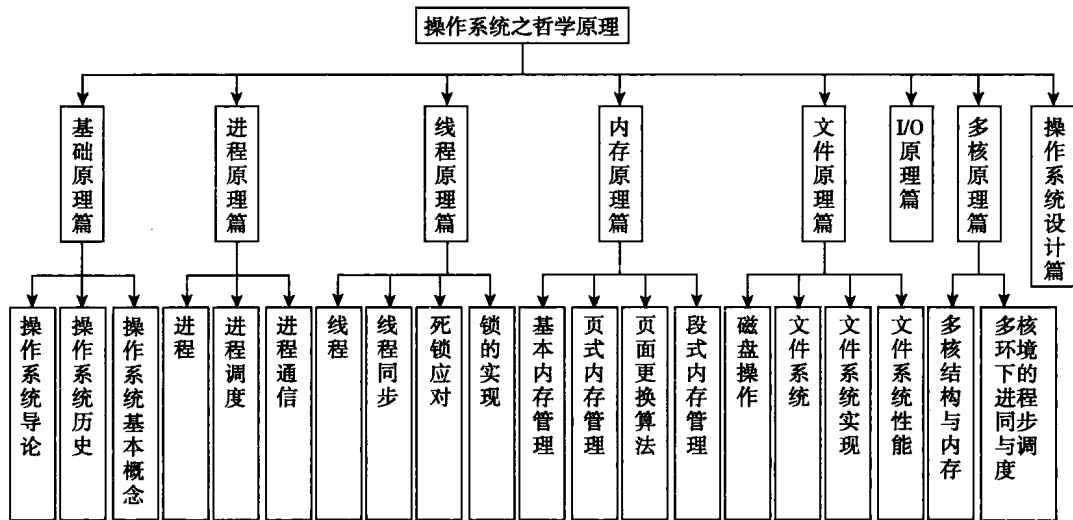 操作系统之哲学原理
基础原理篇
进程原理篇
线程原理篇
内存原理篇
文件原理篇
I/O原理篇
多核原理篇
操作系统设计篇
操作系统导论
操作系统历史
操作系统基本概念
进程
进程调度
进程通信
线程
线程同步
死锁应对
锁的实现
基本内存管理
页式内存管理
页面更换算法
段式内存管理
磁盘操作
文件系统
文件系统实现
文件系统性能
多核结构与内存
多核
环境
下的
进程
同步
与调
度